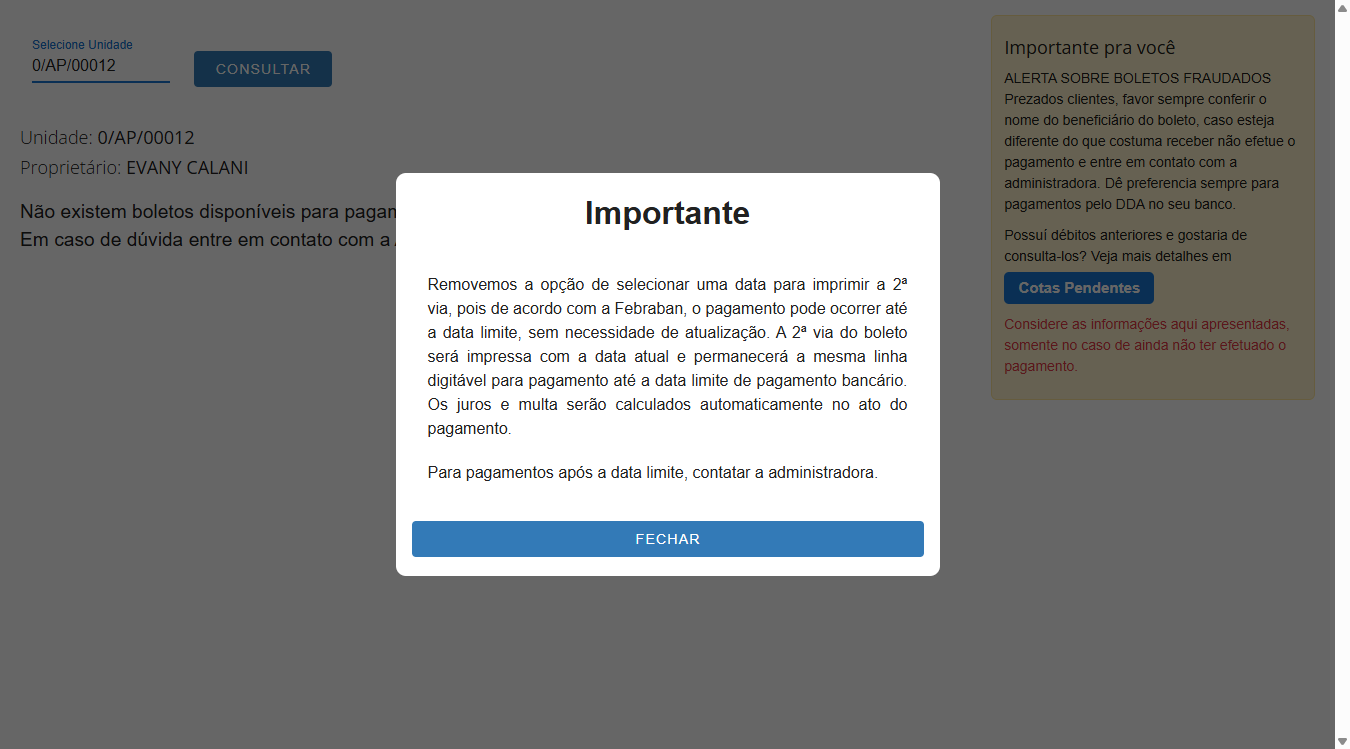 Selecione Unidade
0/AP/00012
CONSULTAR
Unidade: 0/AP/00012
Proprietário: EVANY CALANI
Não existem boletos disponíveis para
Em caso de dúvida entre em contato com a
Importante
Removemos a opção de selecionar uma data para imprimir a 2ª
via, pois de acordo com a Febraban, o pagamento pode ocorrer até
a data limite, sem necessidade de atualização. A 2ª via do boleto
será impressa com a data atual e permanecerá a mesma linha
digitável para pagamento até a data limite de pagamento bancário.
Os juros e multa serão calculados automaticamente no ato do
pagamento.
Para pagamentos após a data limite, contatar a administradora.
FECHAR
Importante pra você
ALERTA SOBRE BOLETOS FRAUDADOS
Prezados clientes, favor sempre conferir o
nome do beneficiário do boleto, caso esteja
diferente do que costuma receber não efetue o
pagamento e entre em contato com a
administradora. Dê preferencia sempre para
pagamentos pelo DDA no seu banco.
Possuí débitos anteriores e gostaria de
consulta-los? Veja mais detalhes em
Cotas Pendentes
Considere as informações aqui apresentadas,
somente no caso de ainda não ter efetuado o
pagamento.